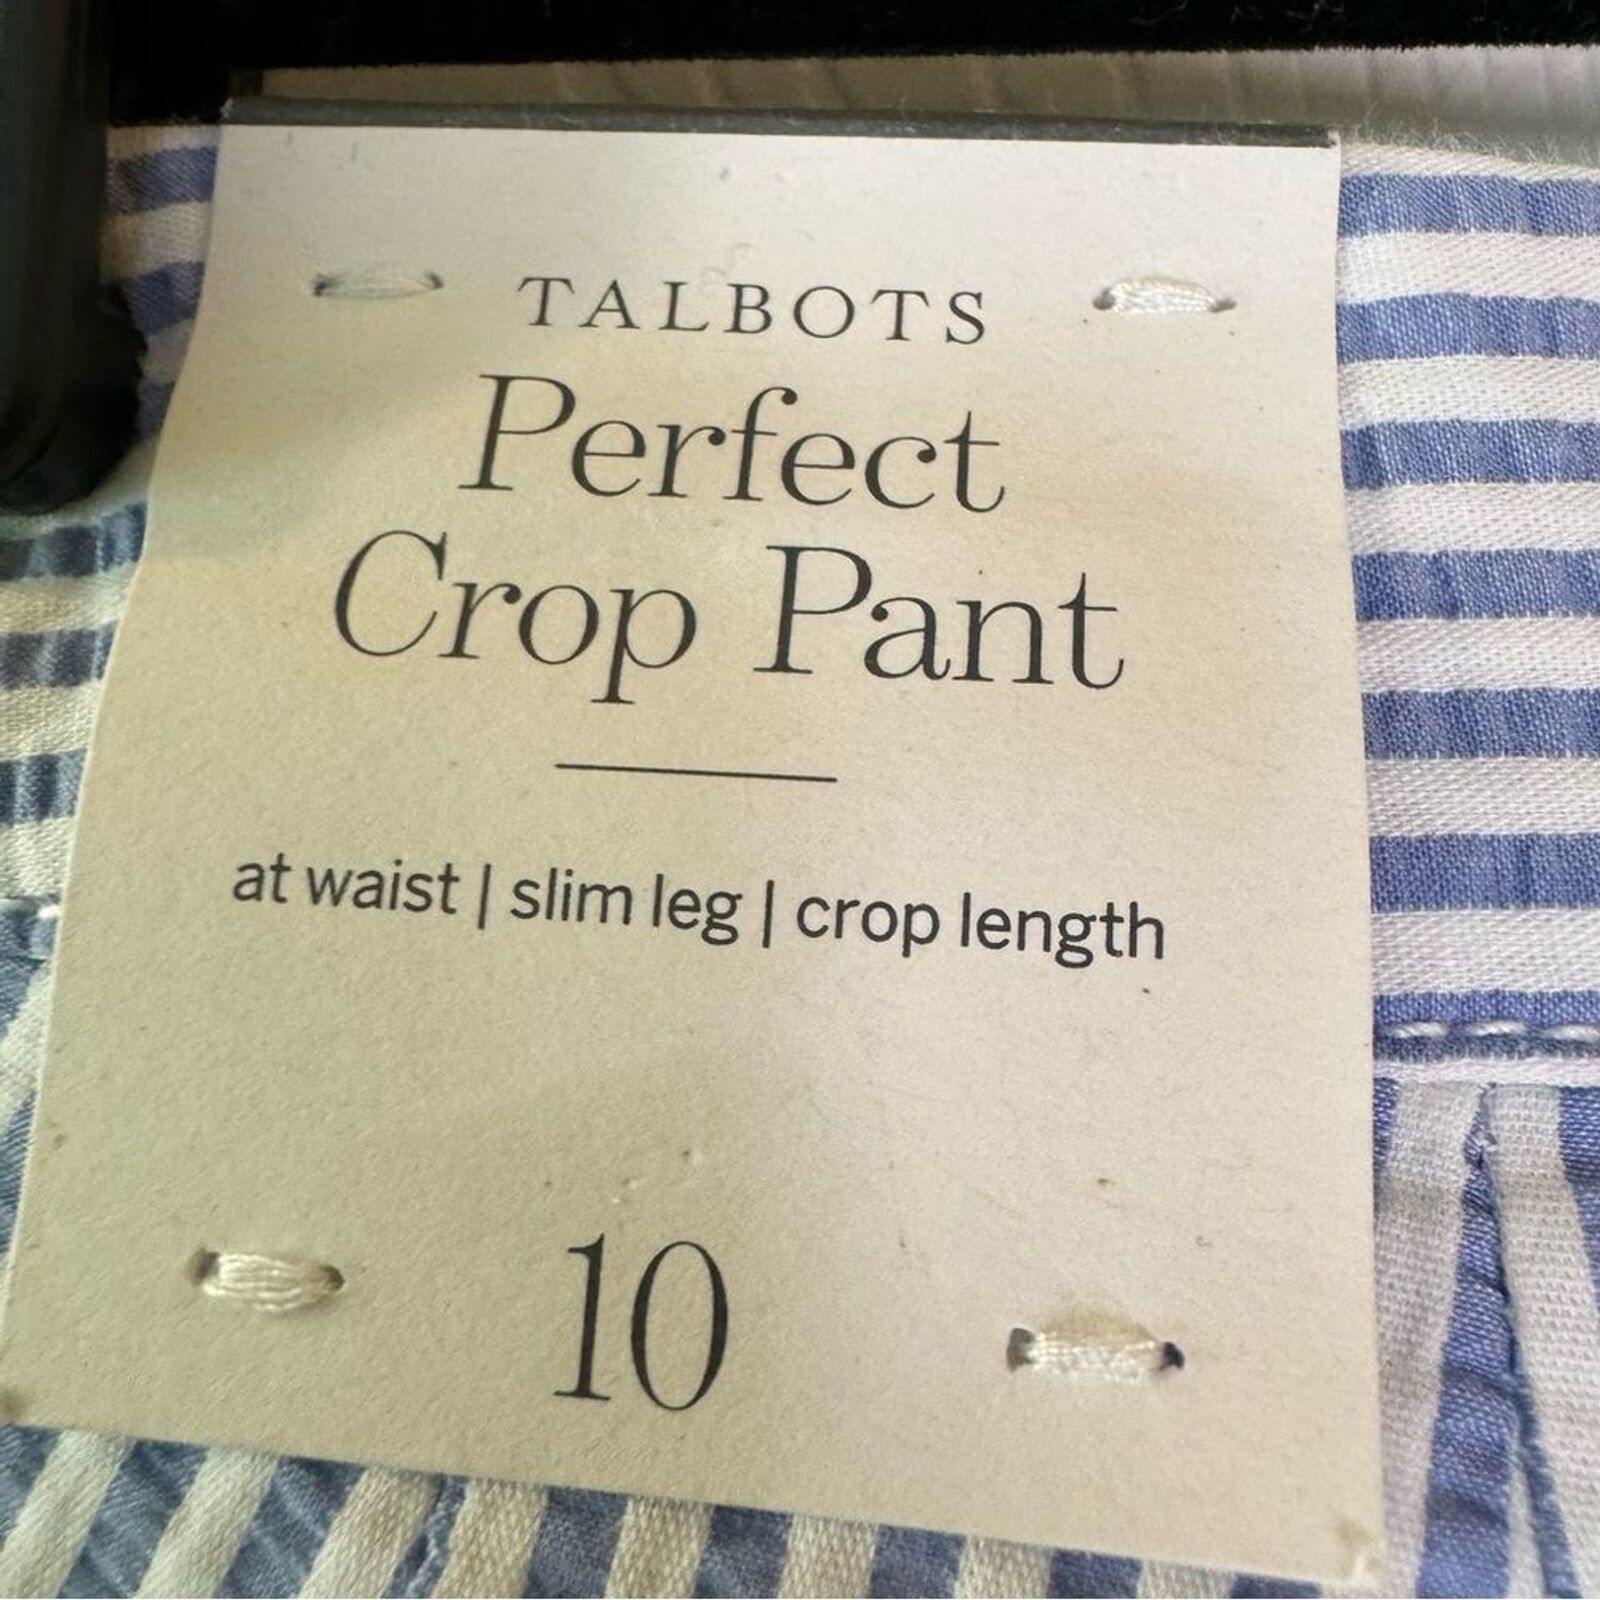 TALBOTS
Perfect
Crop Pant
at waist | slim leg | crop length
10